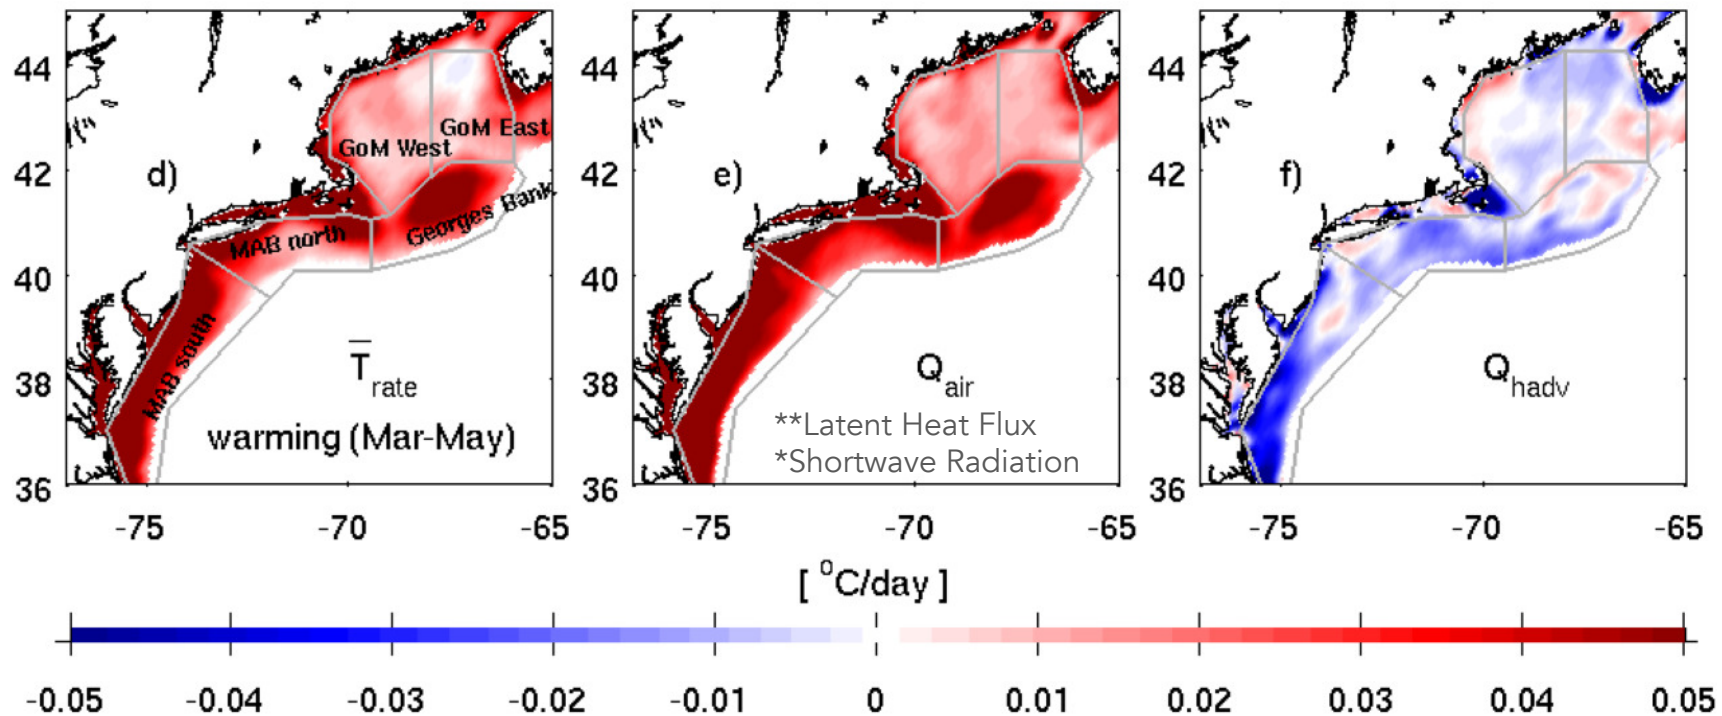 44
42
40
38
36
-75
-70
-65
d)
GoM West
GoM East
Georges Bank
MAB north
MAB south
T̅rate
warming (Mar-May)
44
42
40
38
36
-75
-70
-65
e)
Qair
**Latent Heat Flux
*Shortwave Radiation
44
42
40
38
36
-75
-70
-65
f)
Qhadv
[ °C/day ]
-0.05 -0.04 -0.03 -0.02 -0.01 0 0.01 0.02 0.03 0.04 0.05